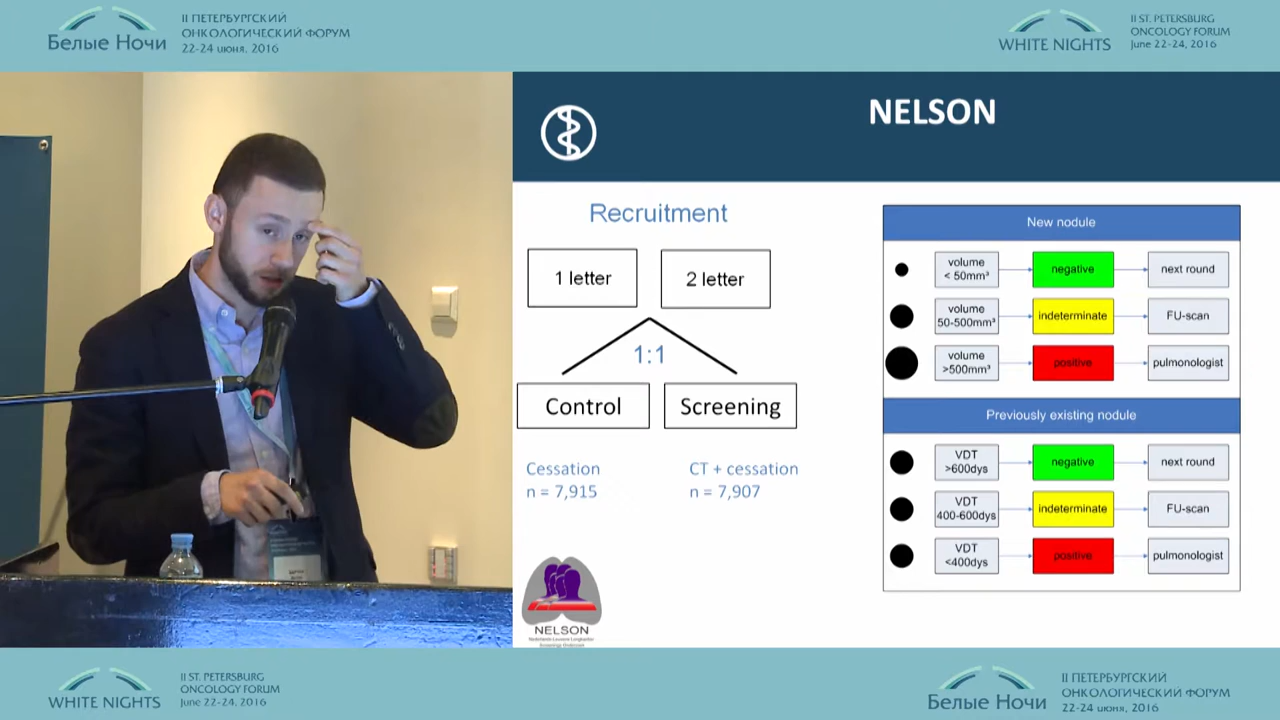 Белые Ночи
II ПЕТЕРБУРГСКИЙ
ОНКОЛОГИЧЕСКИЙ ФОРУМ
22-24 июня, 2016
WHITE NIGHTS
II ST. PETERSBURG
ONCOLOGY FORUM
June 22-24, 2016
NELSON
Recruitment
1 letter
2 letter
1:1
Control
Screening
Cessation
n = 7,915
CT + cessation
n = 7,907
NELSON
New nodule
volume
< 50mm³
negative
next round
volume
50-500mm³
indeterminate
FU-scan
volume
>500mm³
positive
pulmonologist
Previously existing nodule
VDT
>600dys
negative
next round
VDT
400-600dys
indeterminate
FU-scan
VDT
<400dys
positive
pulmonologist
WHITE NIGHTS
II ST. PETERSBURG
ONCOLOGY FORUM
June 22-24, 2016
Белые Ночи
II ПЕТЕРБУРГСКИЙ
ОНКОЛОГИЧЕСКИЙ ФОРУМ
22-24 июня, 2016